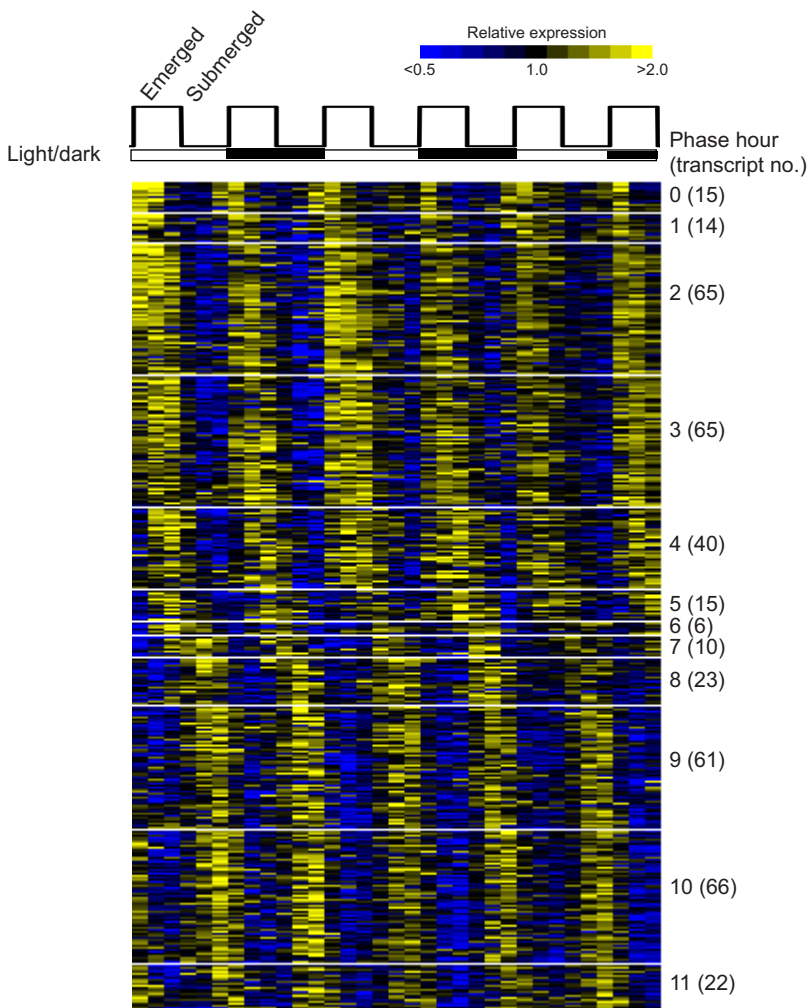 Relative expression
<0.5 1.0 >2.0
Emerged
Submerged
Light/dark
Phase hour
(transcript no.)
0 (15)
1 (14)
2 (65)
3 (65)
4 (40)
5 (15)
6 (6)
7 (10)
8 (23)
9 (61)
10 (66)
11 (22)